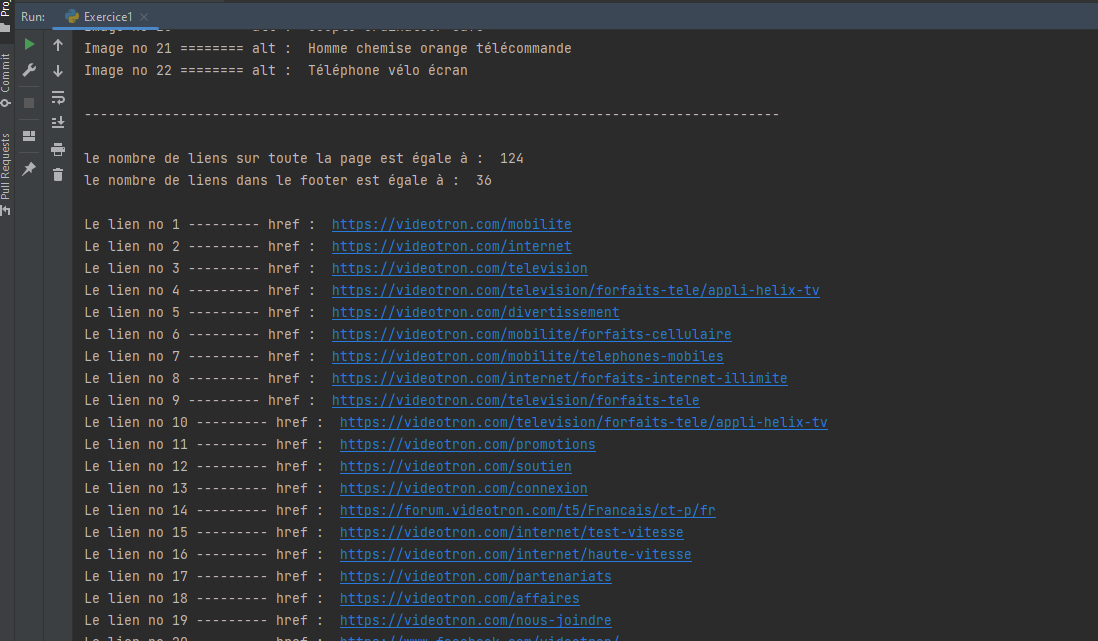 Run: Exercice1
Image no 21 ======== alt :  Homme chemise orange télécommande
Image no 22 ======== alt :  Téléphone vélo écran
---------------------------------------------------------------------------------------
le nombre de liens sur toute la page est égale à :  124
le nombre de liens dans le footer est égale à :  36
Le lien no 1 --------- href :  https://videotron.com/mobilite
Le lien no 2 --------- href :  https://videotron.com/internet
Le lien no 3 --------- href :  https://videotron.com/television
Le lien no 4 --------- href :  https://videotron.com/television/forfaits-tele/appli-helix-tv
Le lien no 5 --------- href :  https://videotron.com/divertissement
Le lien no 6 --------- href :  https://videotron.com/mobilite/forfaits-cellulaire
Le lien no 7 --------- href :  https://videotron.com/mobilite/telephones-mobiles
Le lien no 8 --------- href :  https://videotron.com/internet/forfaits-internet-illimite
Le lien no 9 --------- href :  https://videotron.com/television/forfaits-tele
Le lien no 10 --------- href :  https://videotron.com/television/forfaits-tele/appli-helix-tv
Le lien no 11 --------- href :  https://videotron.com/promotions
Le lien no 12 --------- href :  https://videotron.com/soutien
Le lien no 13 --------- href :  https://videotron.com/connexion
Le lien no 14 --------- href :  https://forum.videotron.com/t5/Francais/ct-p/fr
Le lien no 15 --------- href :  https://videotron.com/internet/test-vitesse
Le lien no 16 --------- href :  https://videotron.com/internet/haute-vitesse
Le lien no 17 --------- href :  https://videotron.com/partenariats
Le lien no 18 --------- href :  https://videotron.com/affaires
Le lien no 19 --------- href :  https://videotron.com/nous-joindre
Commit
Pull Requests